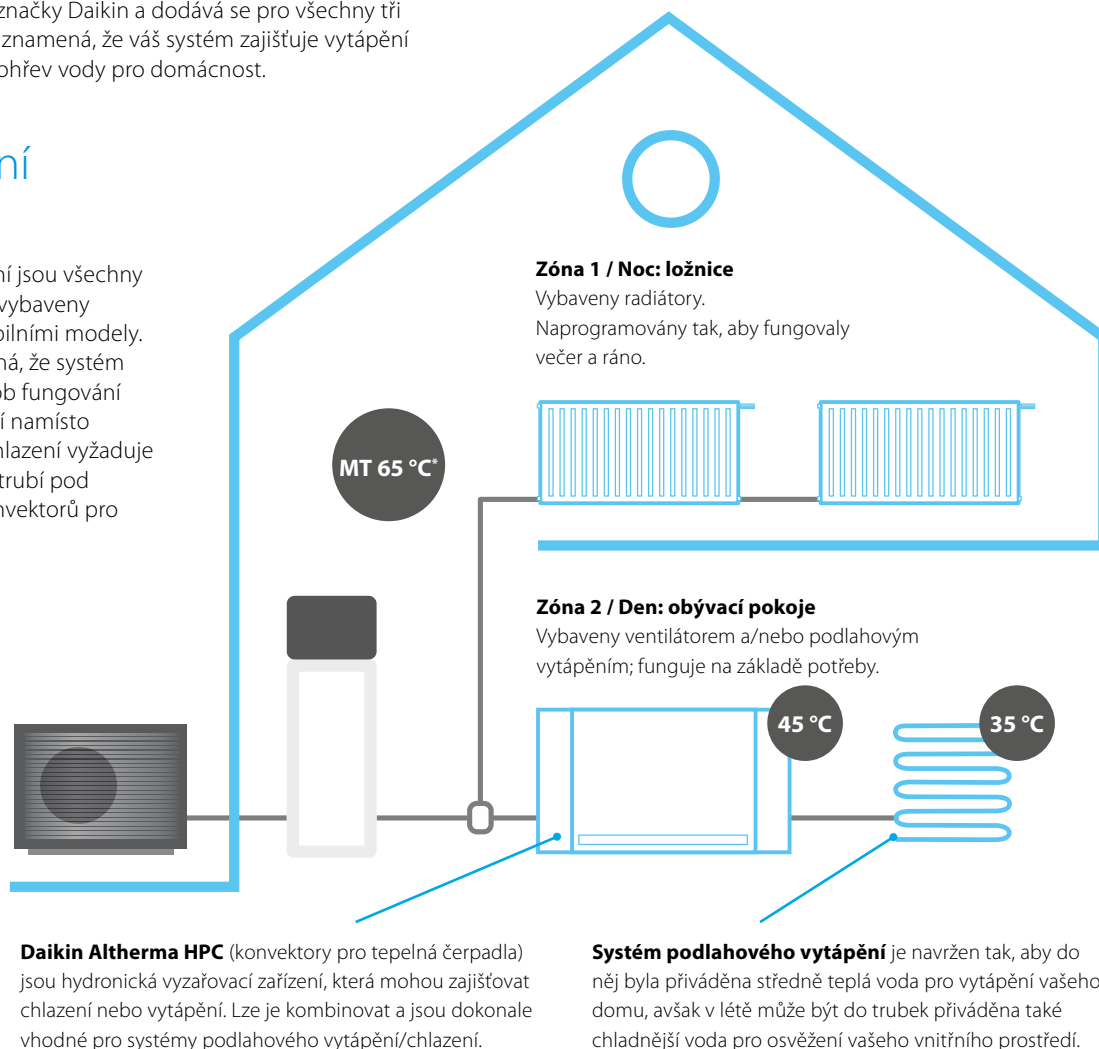 značky Daikin a dodává se pro všechny tři
znamená, že váš systém zajišťuje vytápění
ohřev vody pro domácnost.
ní
ní jsou všechny
vybaveny
bilními modely.
ná, že systém
ob fungování
í namísto
hlazení vyžaduje
trubí pod
nvektorů pro
Zóna 1 / Noc: ložnice
Vybaveny radiátory.
Naprogramovány tak, aby fungovaly
večer a ráno.
MT 65 °C*
Zóna 2 / Den: obývací pokoje
Vybaveny ventilátorem a/nebo podlahovým
vytápěním; funguje na základě potřeby.
45 °C
35 °C
Daikin Altherma HPC (konvektory pro tepelná čerpadla)
jsou hydronická vyzařovací zařízení, která mohou zajišťovat
chlazení nebo vytápění. Lze je kombinovat a jsou dokonale
vhodné pro systémy podlahového vytápění/chlazení.
Systém podlahového vytápění je navržen tak, aby do
něj byla přiváděna středně teplá voda pro vytápění vašeho
domu, avšak v létě může být do trubek přiváděna také
chladnější voda pro osvěžení vašeho vnitřního prostředí.